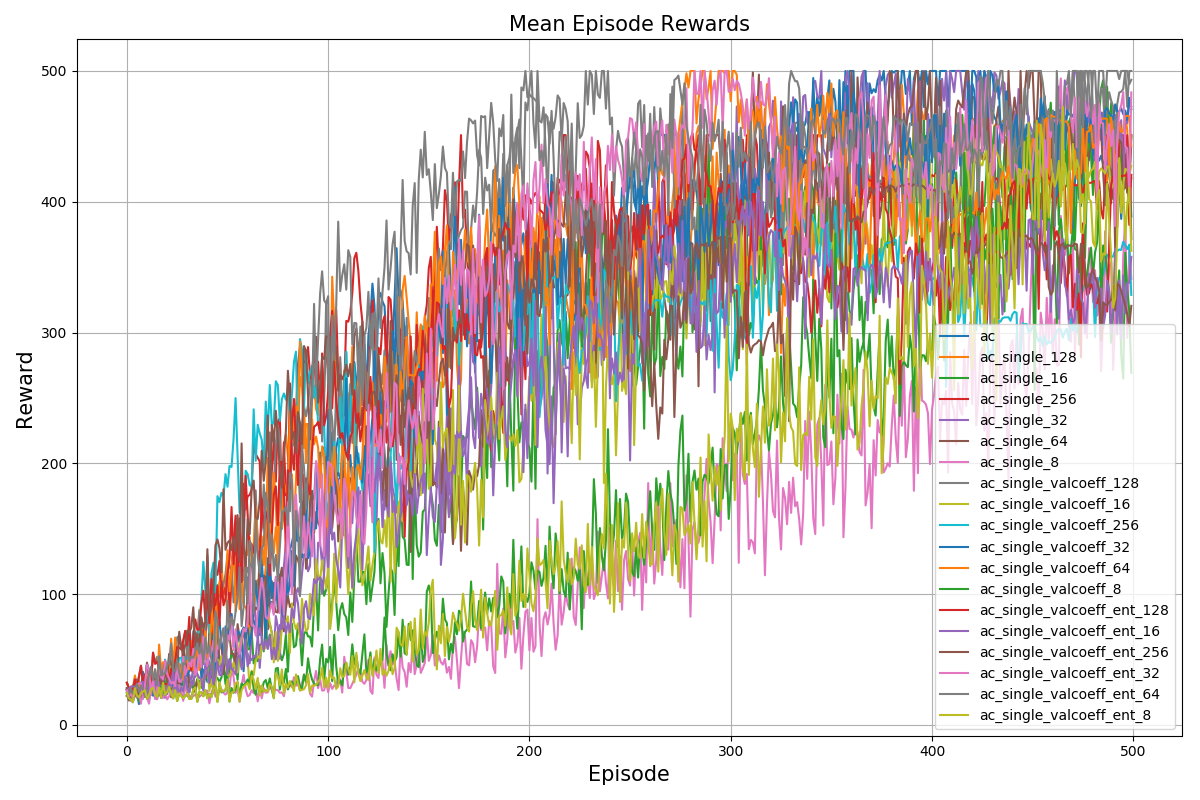 Mean Episode Rewards
Reward
500
400
300
200
100
0
0
100
200
300
400
500
Episode
ac
ac_single_128
ac_single_16
ac_single_256
ac_single_32
ac_single_64
ac_single_8
ac_single_valcoeff_128
ac_single_valcoeff_16
ac_single_valcoeff_256
ac_single_valcoeff_32
ac_single_valcoeff_64
ac_single_valcoeff_8
ac_single_valcoeff_ent_128
ac_single_valcoeff_ent_16
ac_single_valcoeff_ent_256
ac_single_valcoeff_ent_32
ac_single_valcoeff_ent_64
ac_single_valcoeff_ent_8